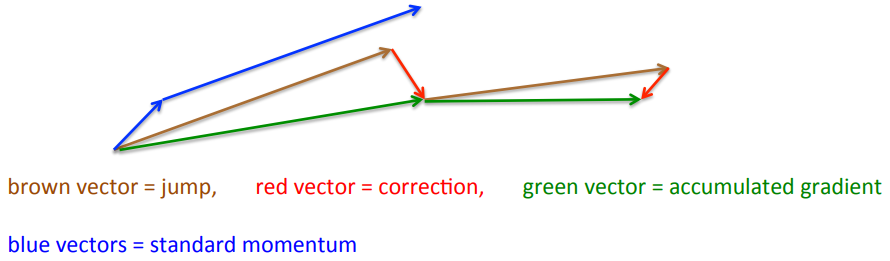 brown vector = jump, red vector = correction, green vector = accumulated gradient
blue vectors = standard momentum